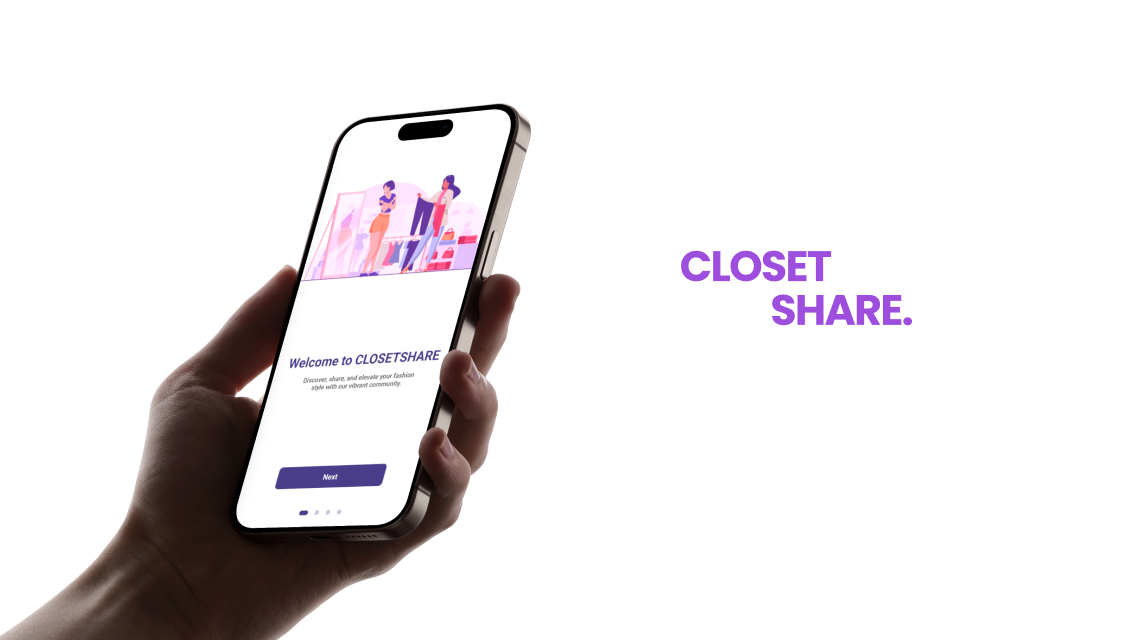 Welcome to CLOSETSHARE
Discover, share, and elevate your fashion
style with our vibrant community.
Next
CLOSET
SHARE.